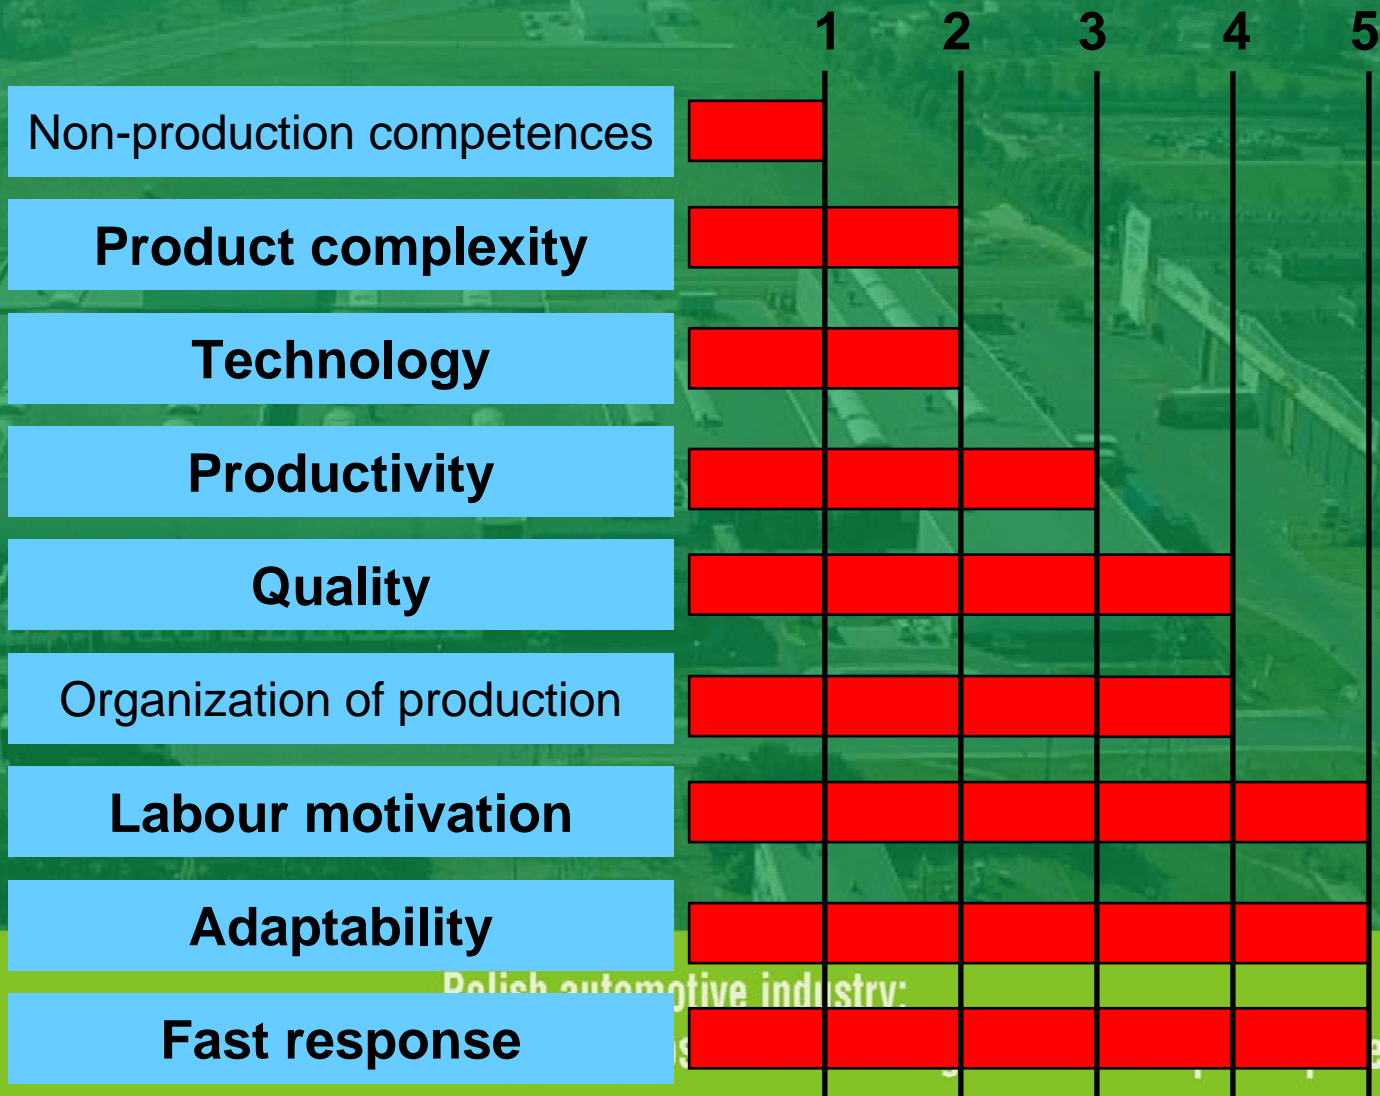 1 2 3 4 5
Non-production competences
Product complexity
Technology
Productivity
Quality
Organization of production
Labour motivation
Adaptability
Polish automotive industry:
Fast response